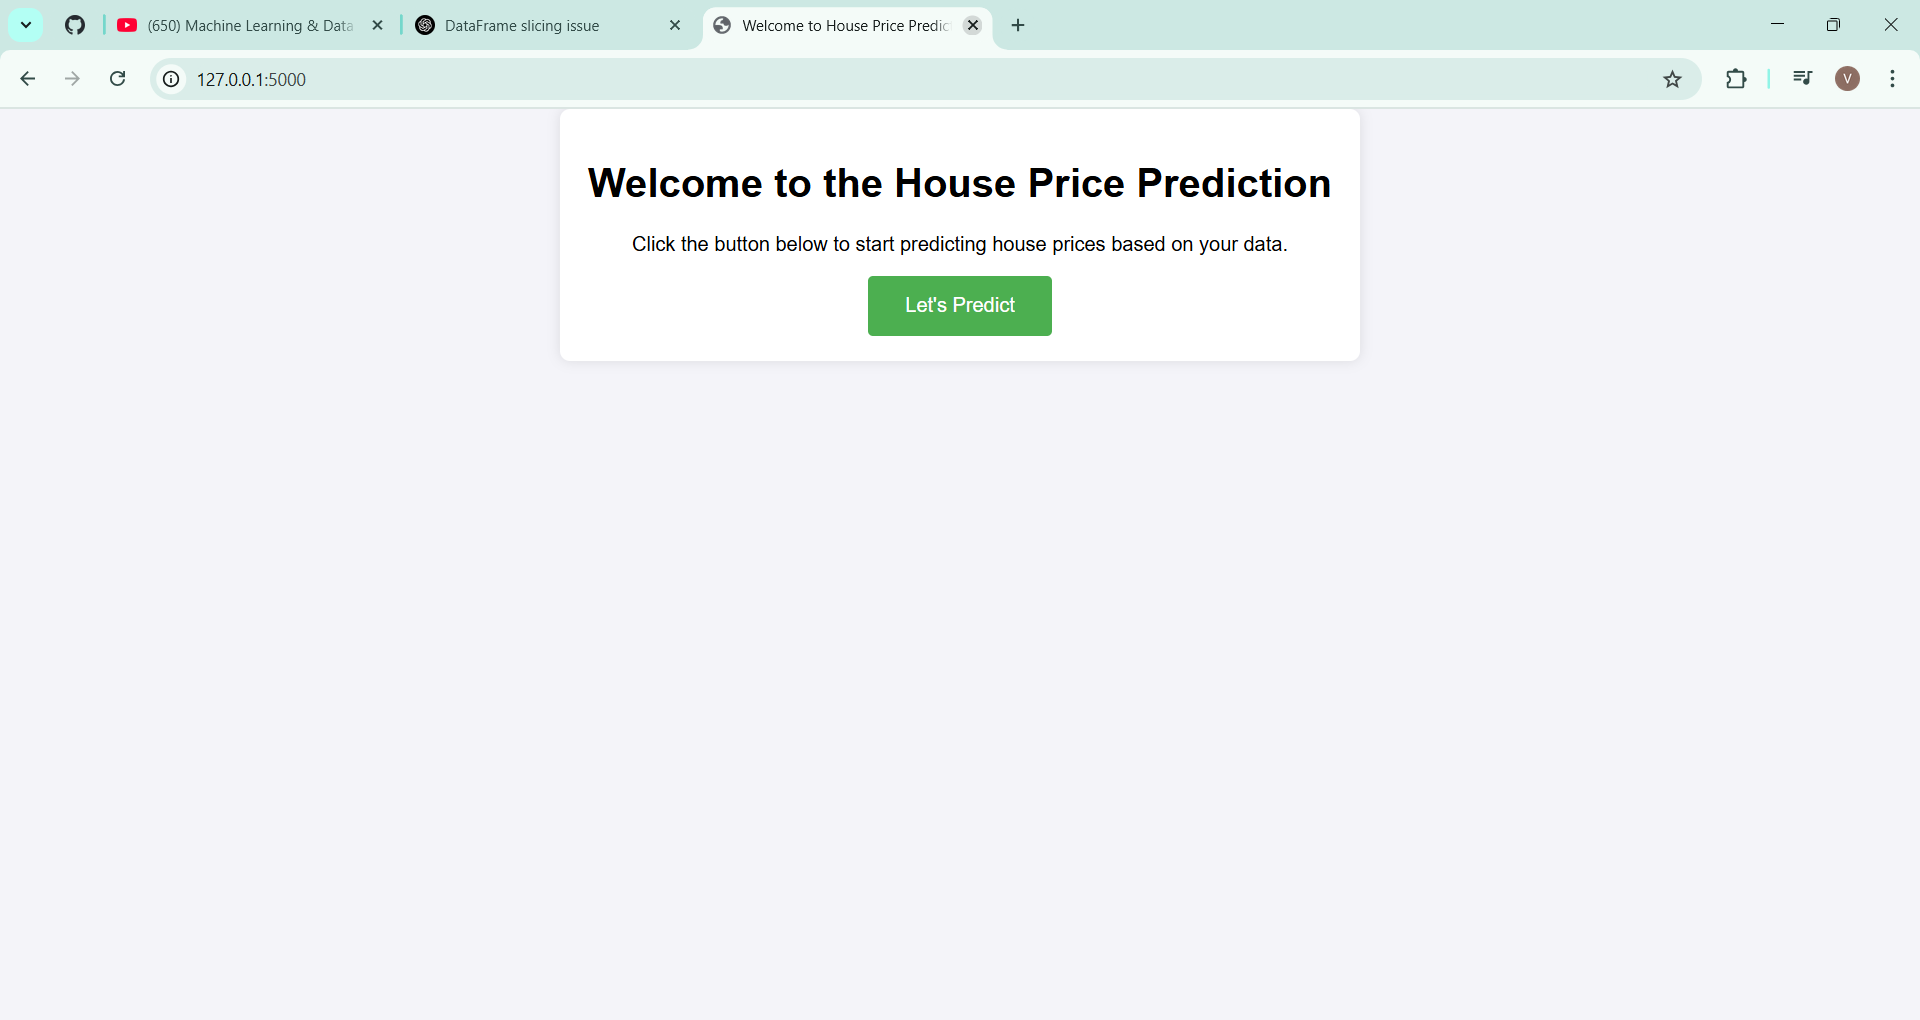 (650) Machine Learning & Data
DataFrame slicing issue
Welcome to House Price Predic
127.0.0.1:5000
V
Welcome to the House Price Prediction
Click the button below to start predicting house prices based on your data.
Let's Predict